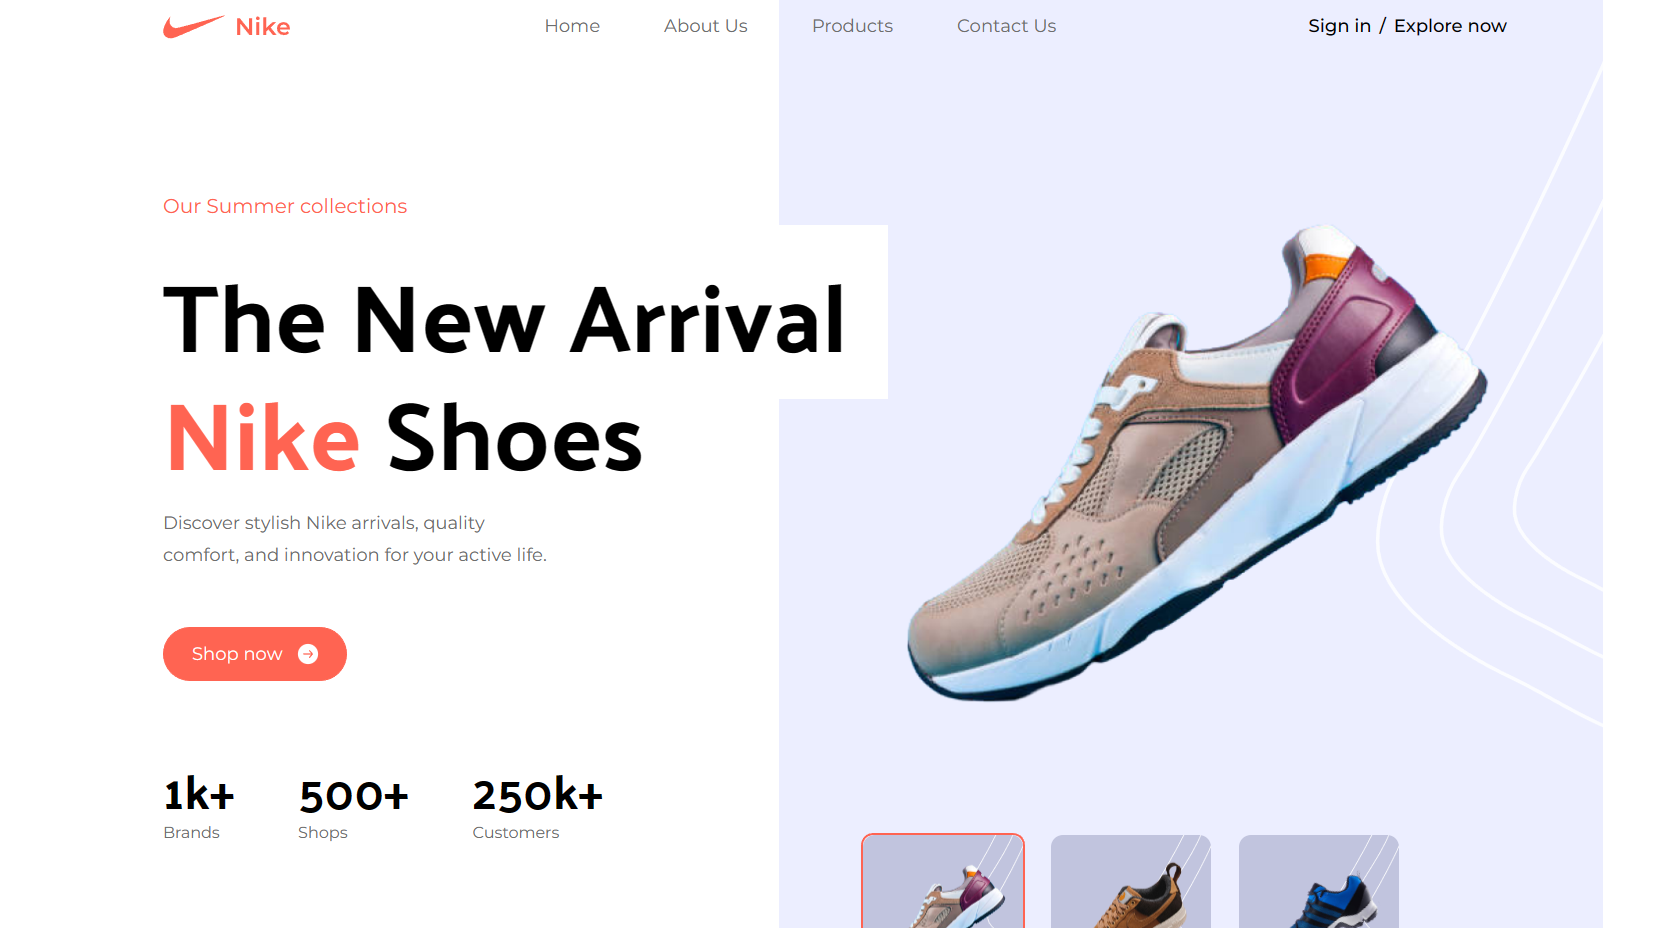 Nike
Home About Us Products Contact Us Sign in / Explore now
Our Summer collections
The New Arrival
Nike Shoes
Discover stylish Nike arrivals, quality
comfort, and innovation for your active life.
Shop now
1k+ 500+ 250k+
Brands Shops Customers